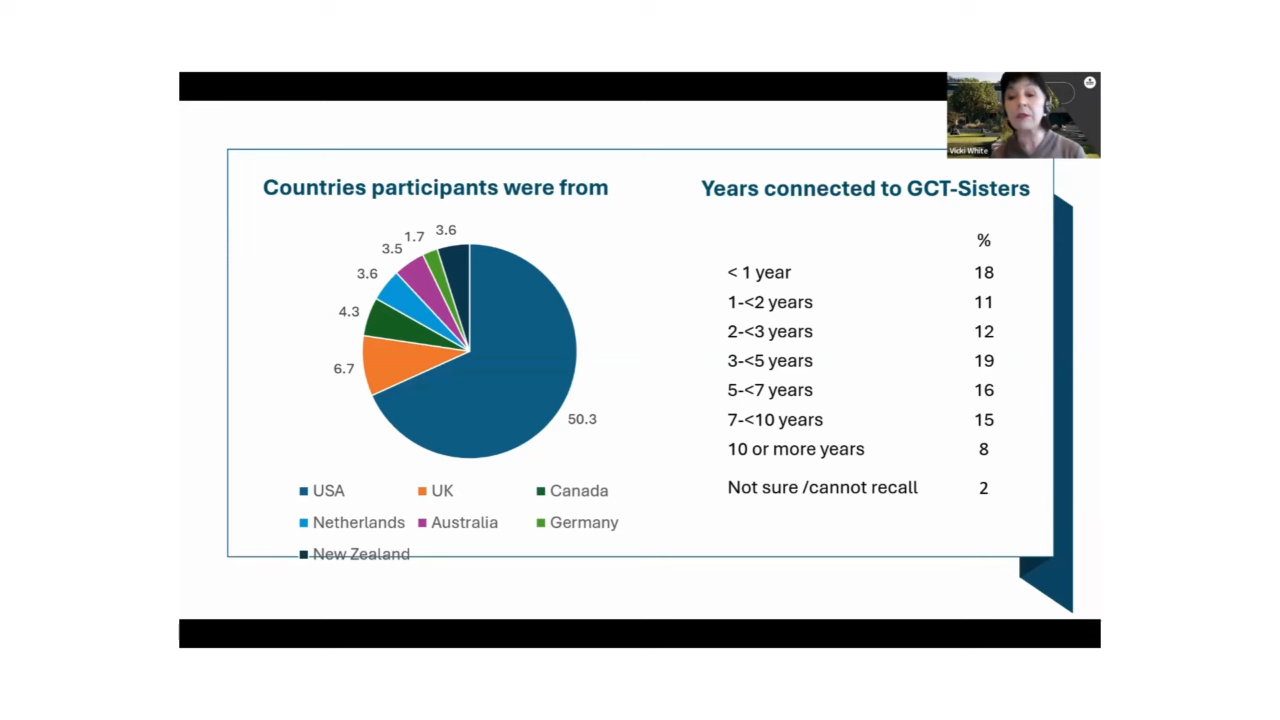 Vicki White
Countries participants were from
3.6
1.7
3.5
3.6
4.3
6.7
50.3
USA UK Canada
Netherlands Australia Germany
New Zealand
Years connected to GCT-Sisters
%
< 1 year 18
1-<2 years 11
2-<3 years 12
3-<5 years 19
5-<7 years 16
7-<10 years 15
10 or more years 8
Not sure /cannot recall 2